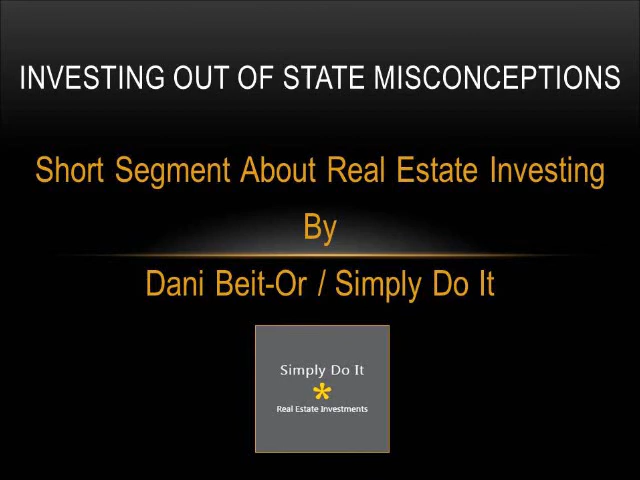 INVESTING OUT OF STATE MISCONCEPTIONS
Short Segment About Real Estate Investing
By
Dani Beit-Or / Simply Do It
Simply Do It
*
Real Estate Investments